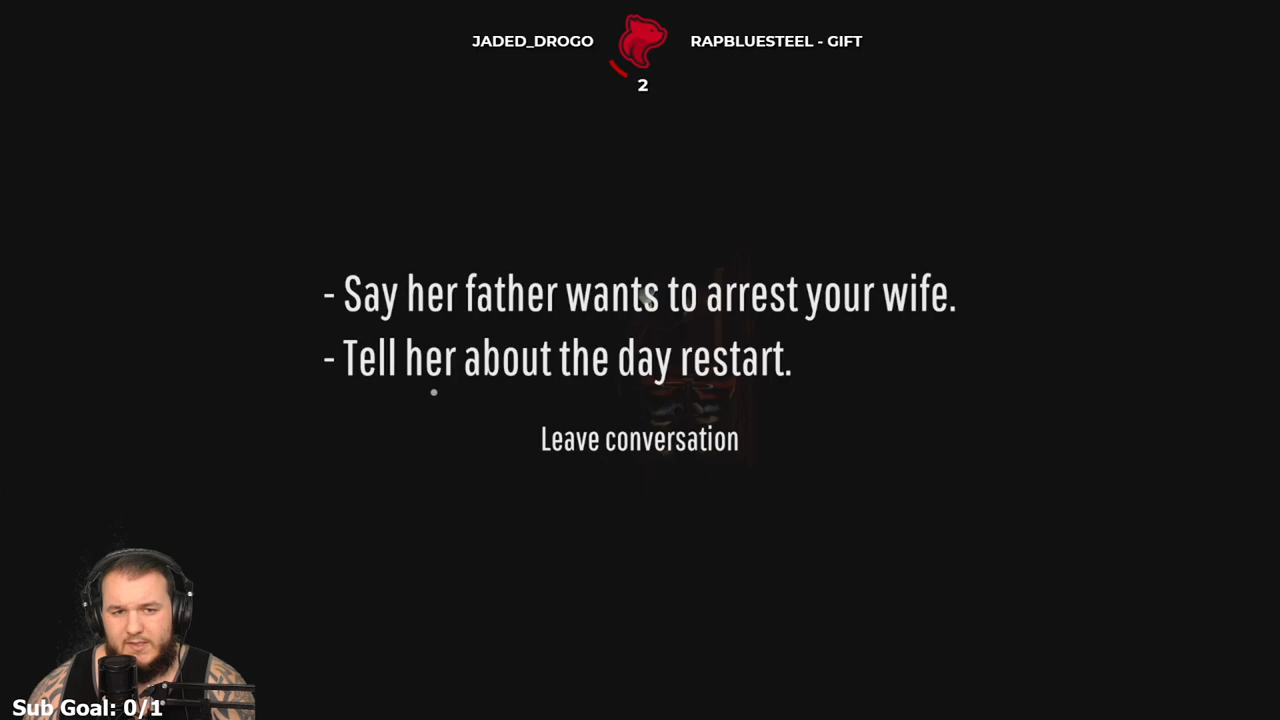 JADED_DROGO
RAPBLUESTEEL - GIFT
2
- Say her father wants to arrest your wife.
- Tell her about the day restart.
Leave conversation
Sub Goal: 0/1